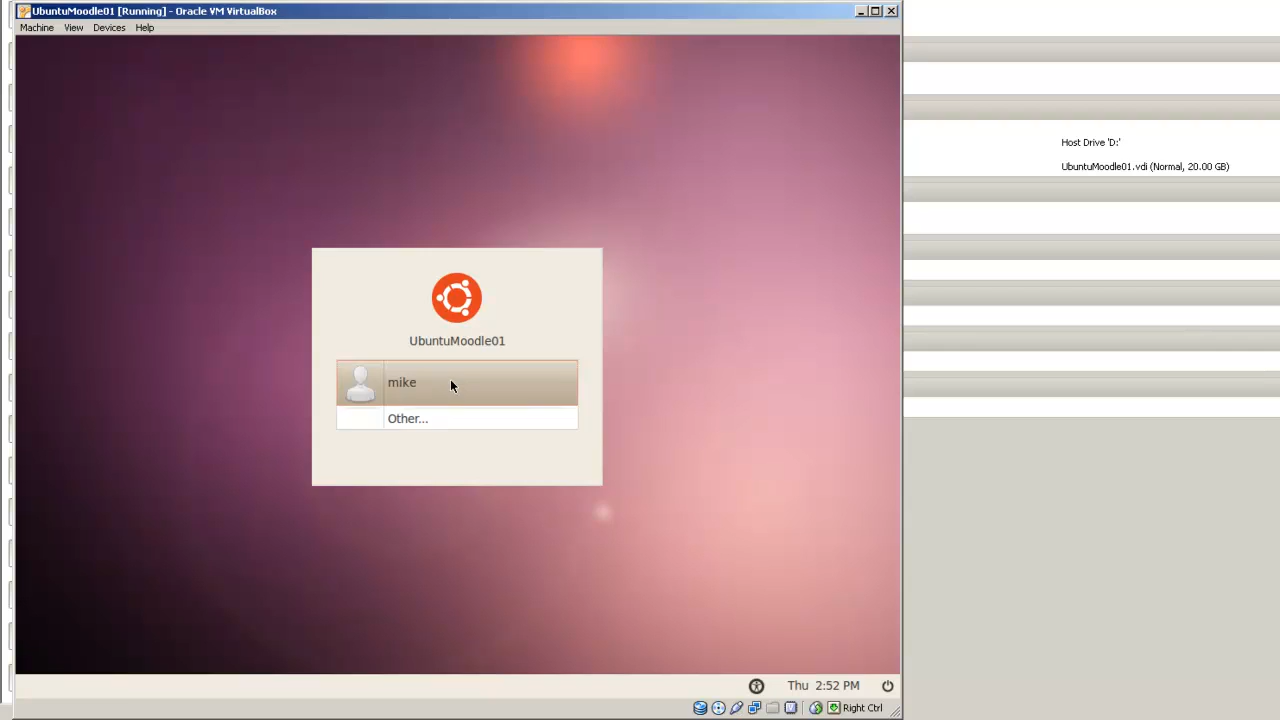 UbuntuMoodle01 [Running] - Oracle VM VirtualBox
Machine View Devices Help
Host Drive 'D:'
UbuntuMoodle01.vdi (Normal, 20.00 GB)
UbuntuMoodle01
mike
Other...
Thu 2:52 PM
Right Ctrl